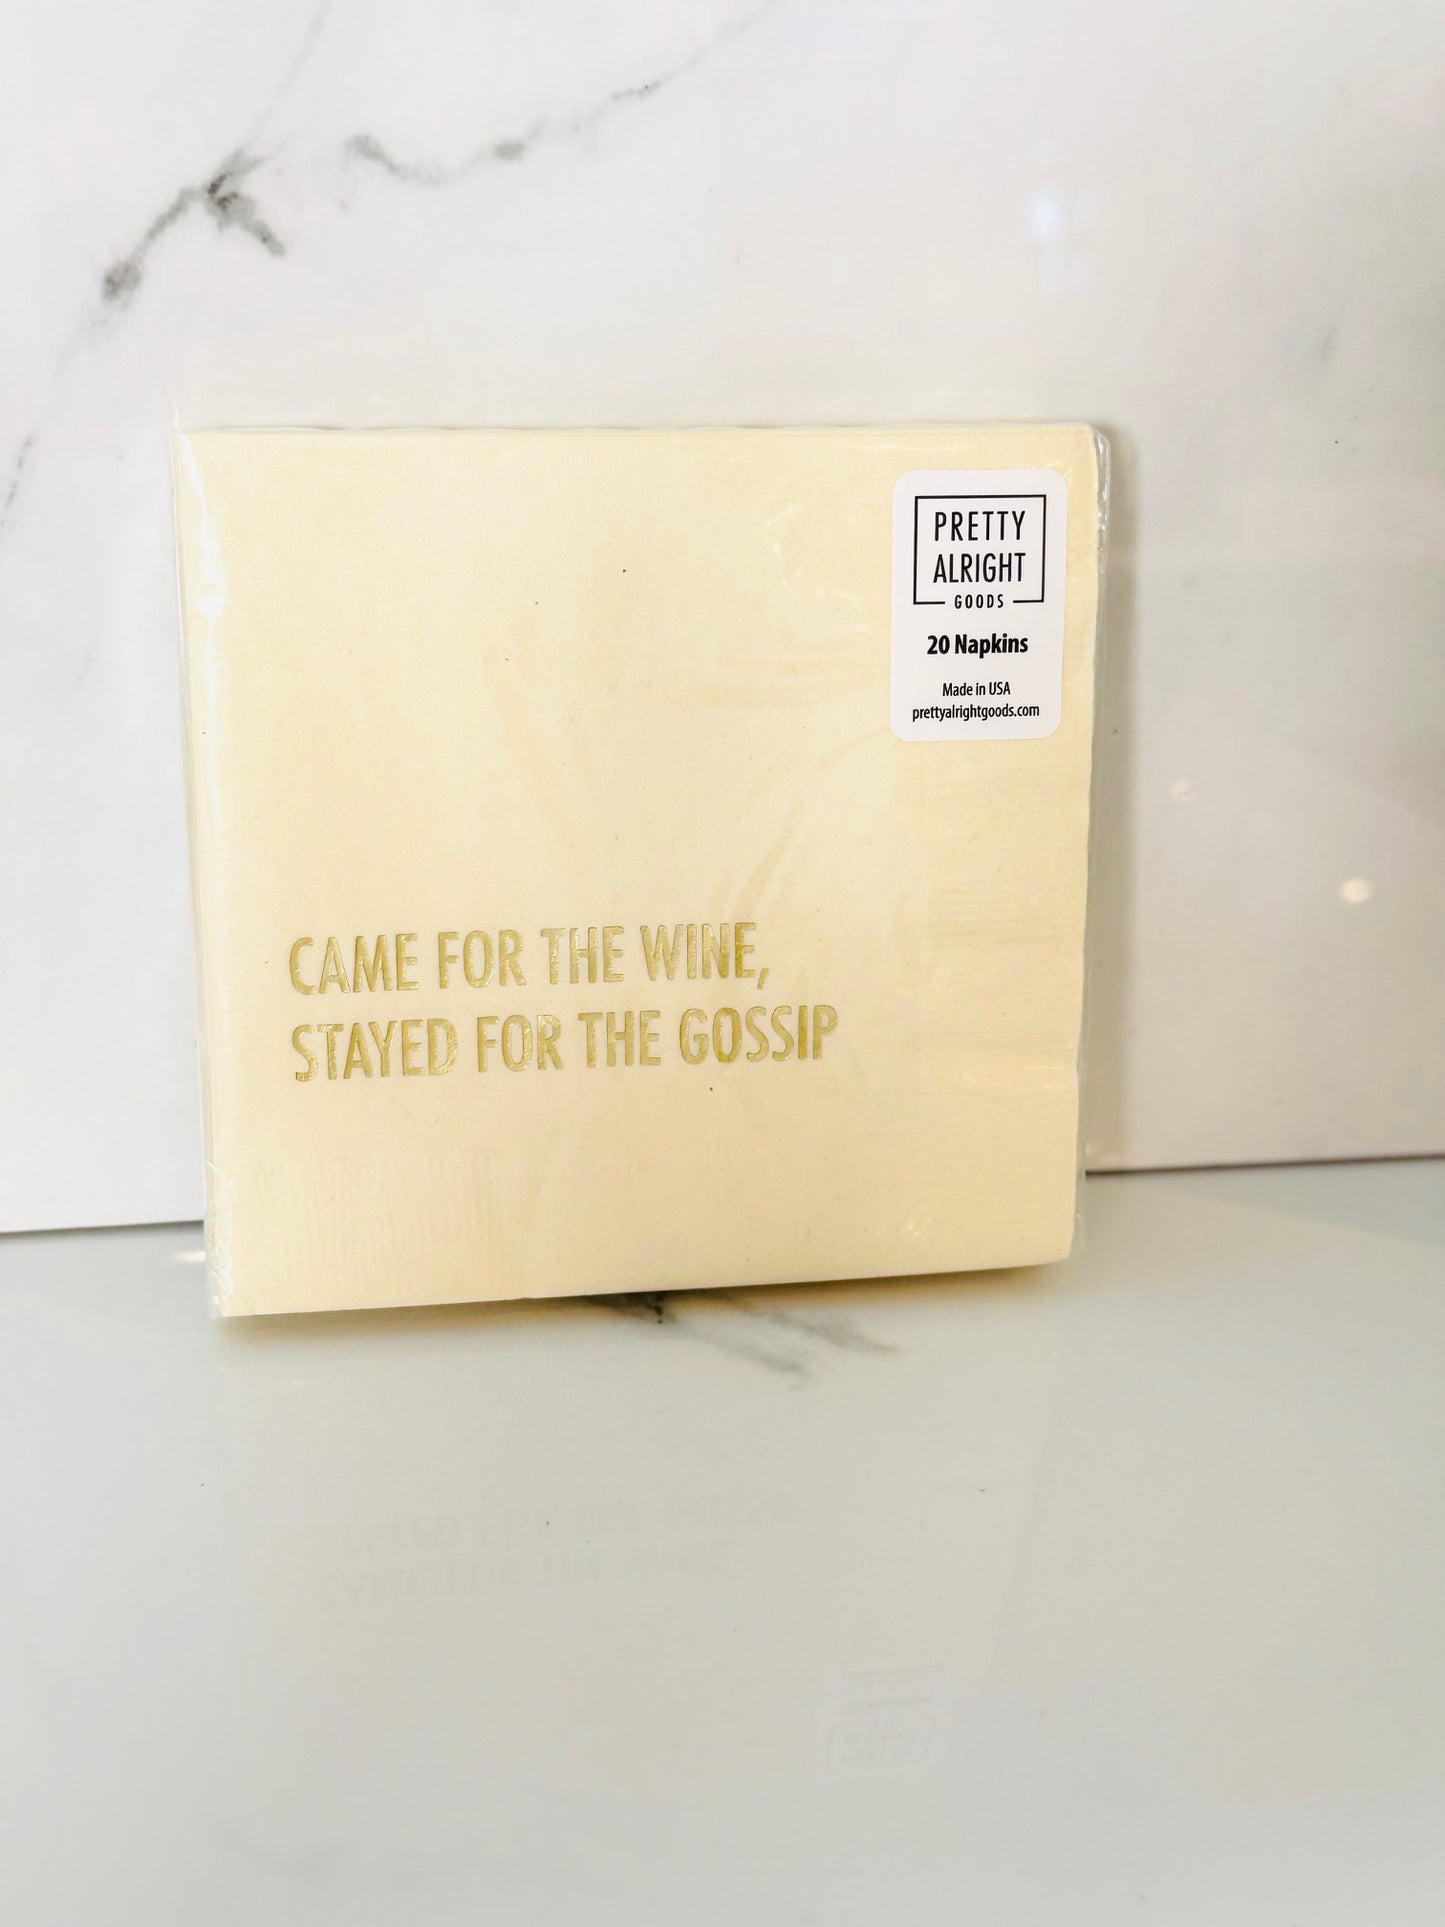 PRETTY
ALRIGHT
GOODS
20 Napkins
Made in USA
prettyalrightgoods.com
CAME FOR THE WINE,
STAYED FOR THE GOSSIP